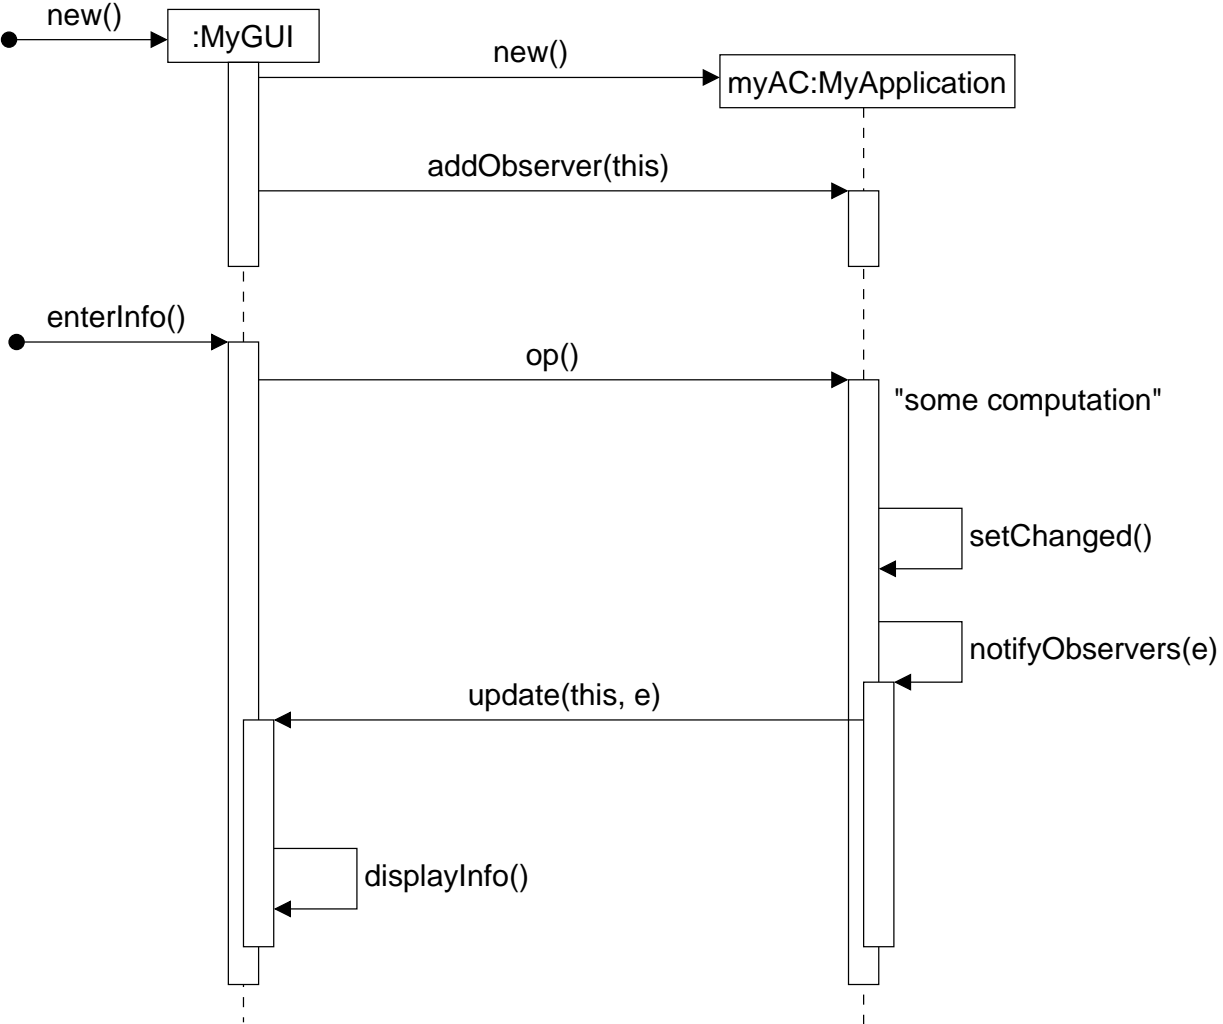 new()
:MyGUI
new()
myAC:MyApplication
addObserver(this)
enterInfo()
op()
"some computation"
setChanged()
notifyObservers(e)
update(this, e)
displayInfo()